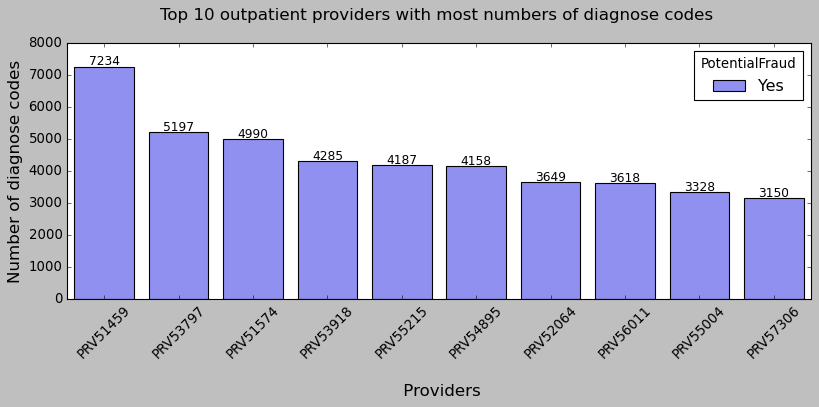 Top 10 outpatient providers with most numbers of diagnose codes
Number of diagnose codes
8000
7000
6000
5000
4000
3000
2000
1000
0
7234
5197
4990
4285
4187
4158
3649
3618
3328
3150
PotentialFraud
Yes
PRV51459
PRV53797
PRV51574
PRV53918
PRV55215
PRV54895
PRV52064
PRV56011
PRV55004
PRV57306
Providers